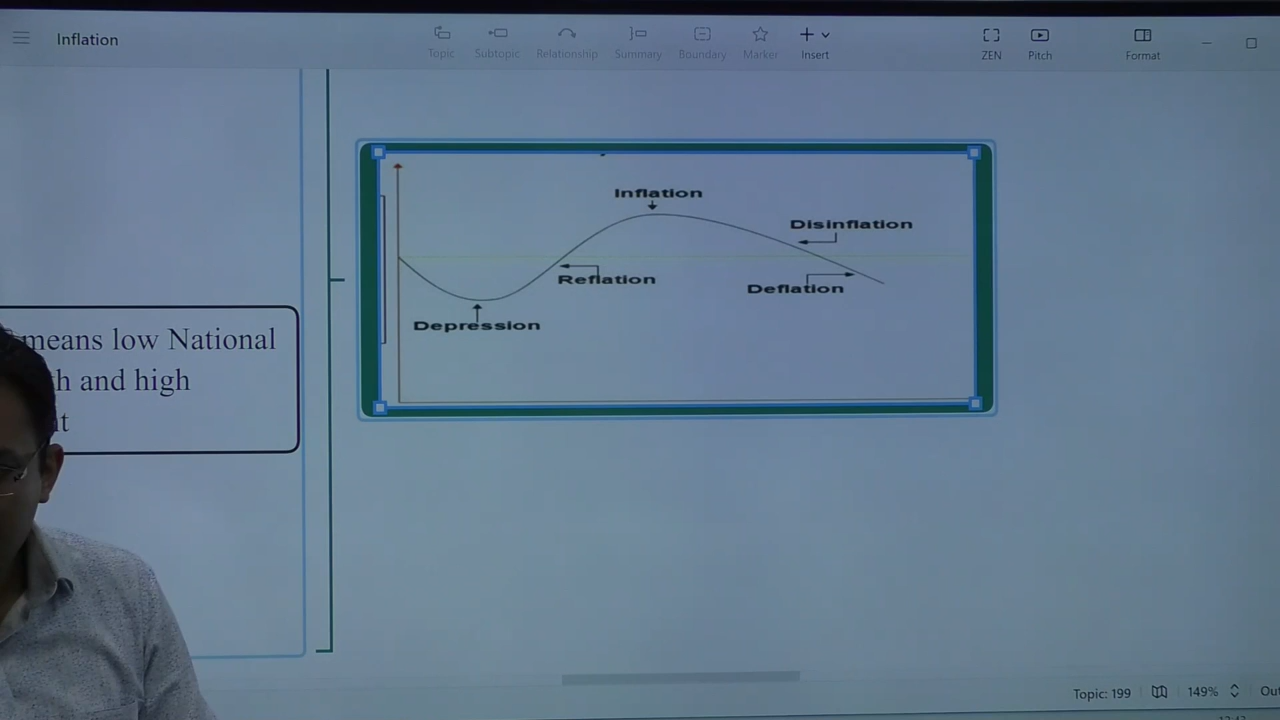 Inflation
Topic
Subtopic
Relationship
Summary
Boundary
Marker
Insert
ZEN
Pitch
Format
Inflation
Disinflation
Reflation
Deflation
Depression
means low National
and high
Topic: 199
149%